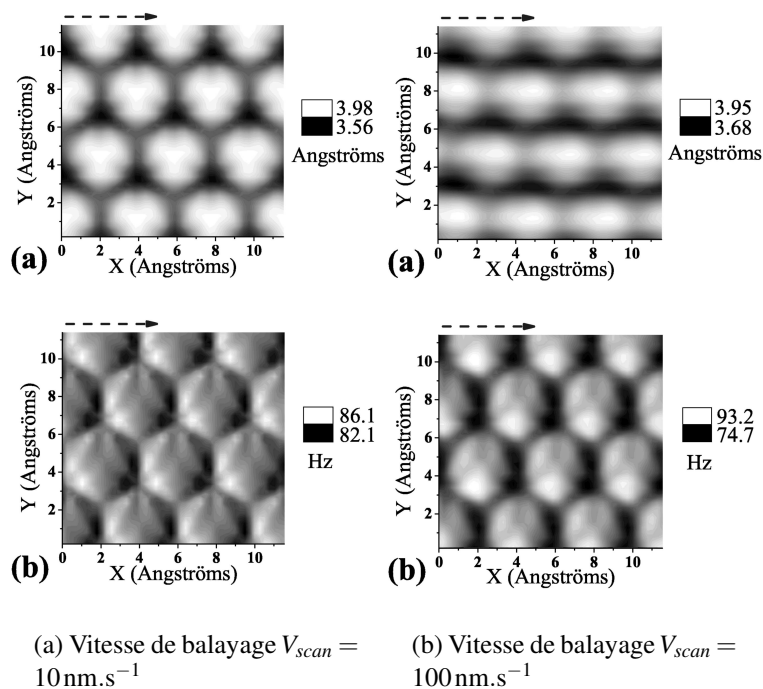 10
8
6
4
2
Y (Angströms)
0 2 4 6 8 10
X (Angströms)
(a)
3.98
3.56
Angströms
10
8
6
4
2
Y (Angströms)
0 2 4 6 8 10
X (Angströms)
(a)
3.95
3.68
Angströms
10
8
6
4
2
Y (Angströms)
0 2 4 6 8 10
X (Angströms)
(b)
86.1
82.1
Hz
10
8
6
4
2
Y (Angströms)
0 2 4 6 8 10
X (Angströms)
(b)
93.2
74.7
Hz
(a) Vitesse de balayage V_scan =
10 nm.s⁻¹
(b) Vitesse de balayage V_scan =
100 nm.s⁻¹